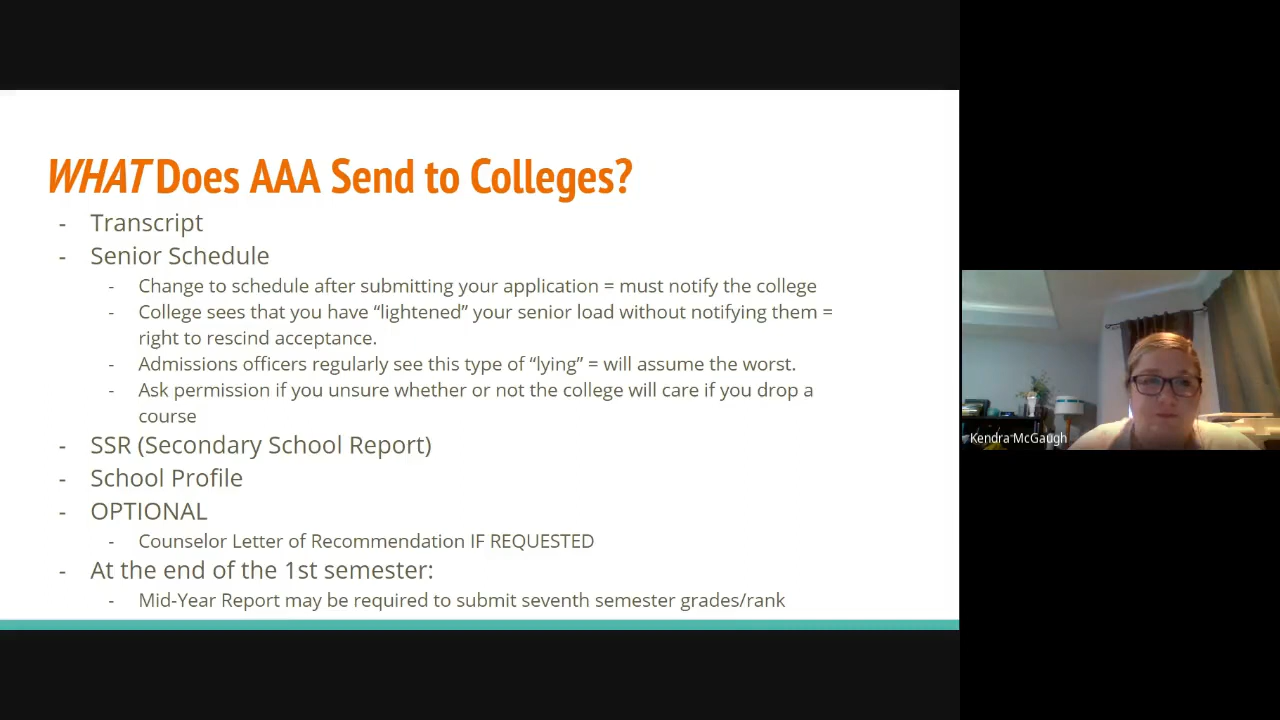 WHAT Does AAA Send to Colleges?
- Transcript
- Senior Schedule
- Change to schedule after submitting your application = must notify the college
- College sees that you have “lightened” your senior load without notifying them =
right to rescind acceptance.
- Admissions officers regularly see this type of “lying” = will assume the worst.
- Ask permission if you unsure whether or not the college will care if you drop a
course
- SSR (Secondary School Report)
- School Profile
- OPTIONAL
- Counselor Letter of Recommendation IF REQUESTED
- At the end of the 1st semester:
- Mid-Year Report may be required to submit seventh semester grades/rank
Kendra McGaugh